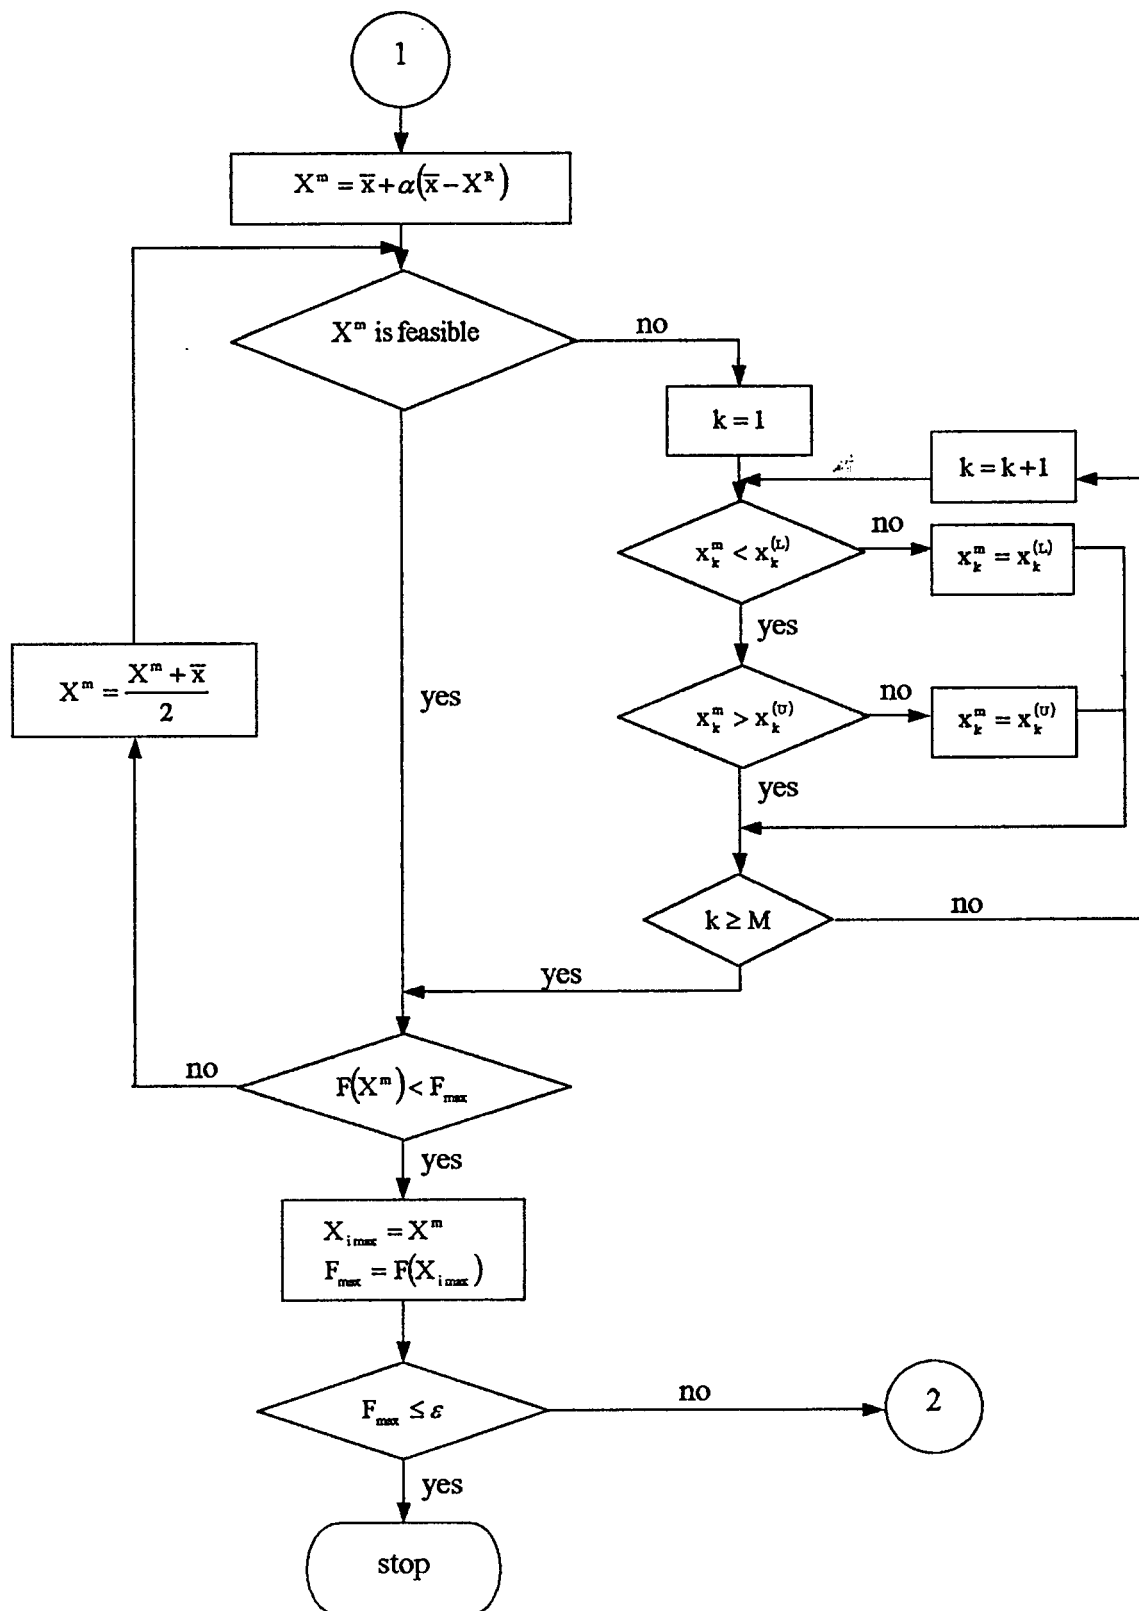 1
X^m = x̄ + α(x̄ − X^R)
X^m is feasible
no
k = 1
k = k + 1
x_k^m < x_k^(L)
no
x_k^m = x_k^(L)
yes
X^m = (X^m + x̄) / 2
yes
x_k^m > x_k^(U)
no
x_k^m = x_k^(U)
yes
k ≥ M
no
yes
no
F(X^m) < F_max
yes
X_imax = X^m
F_max = F(X_imax)
F_max ≤ ε
no
2
yes
stop